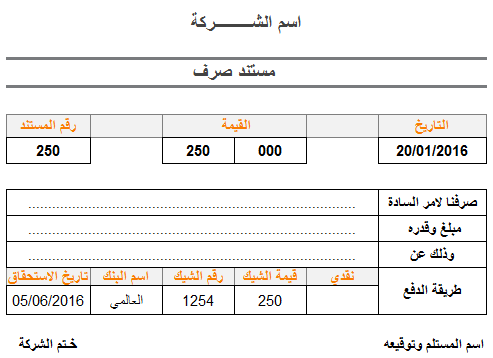 اسم الشــــــــركة
مستند صرف
التاريخ القيمة رقم المستند
20/01/2016 000 250 250
صرفنا لامر السادة ........................................................................
مبلغ وقدره ........................................................................
وذلك عن ........................................................................
طريقة الدفع نقدي قيمة الشيك رقم الشيك اسم البنك تاريخ الاستحقاق
250 1254 العالمي 05/06/2016
اسم المستلم وتوقيعه خـتم الشركة